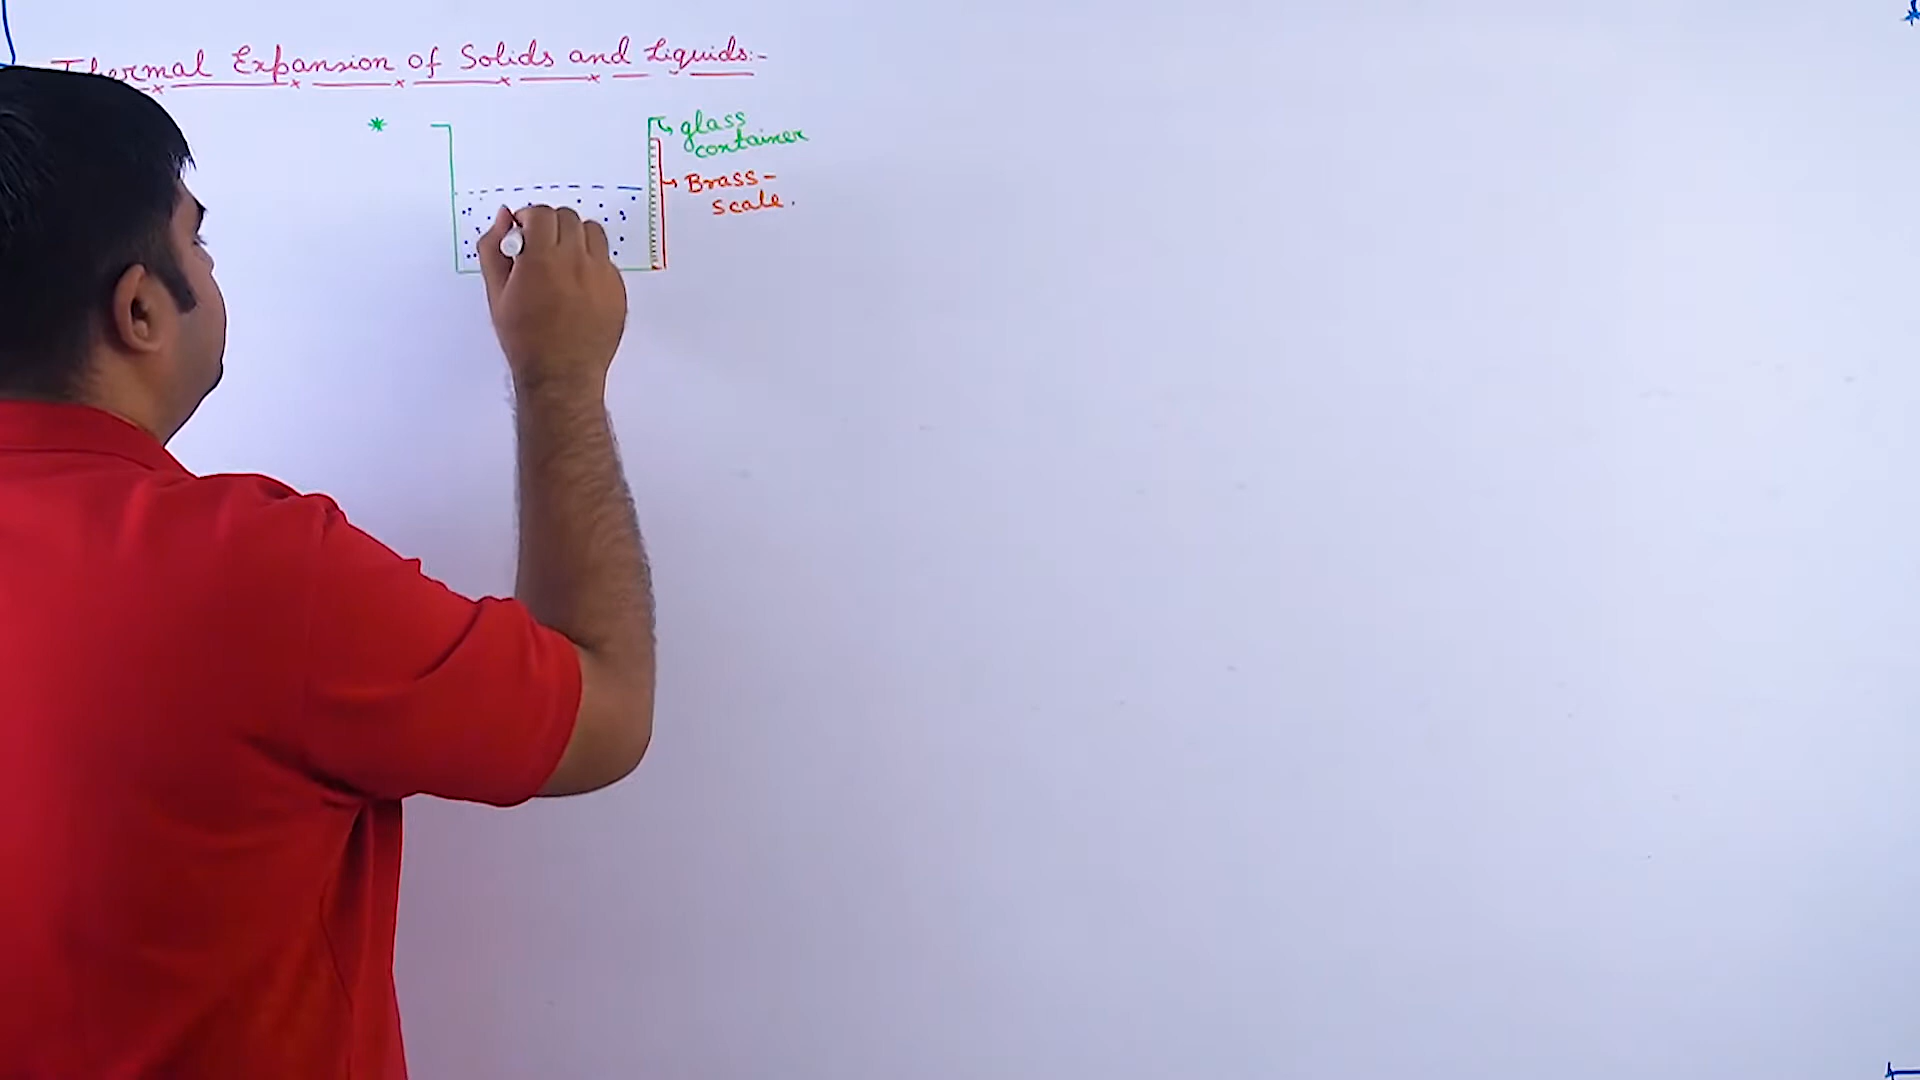 Thermal Expansion of Solids and Liquids:-
glass
container
Brass-
scale.